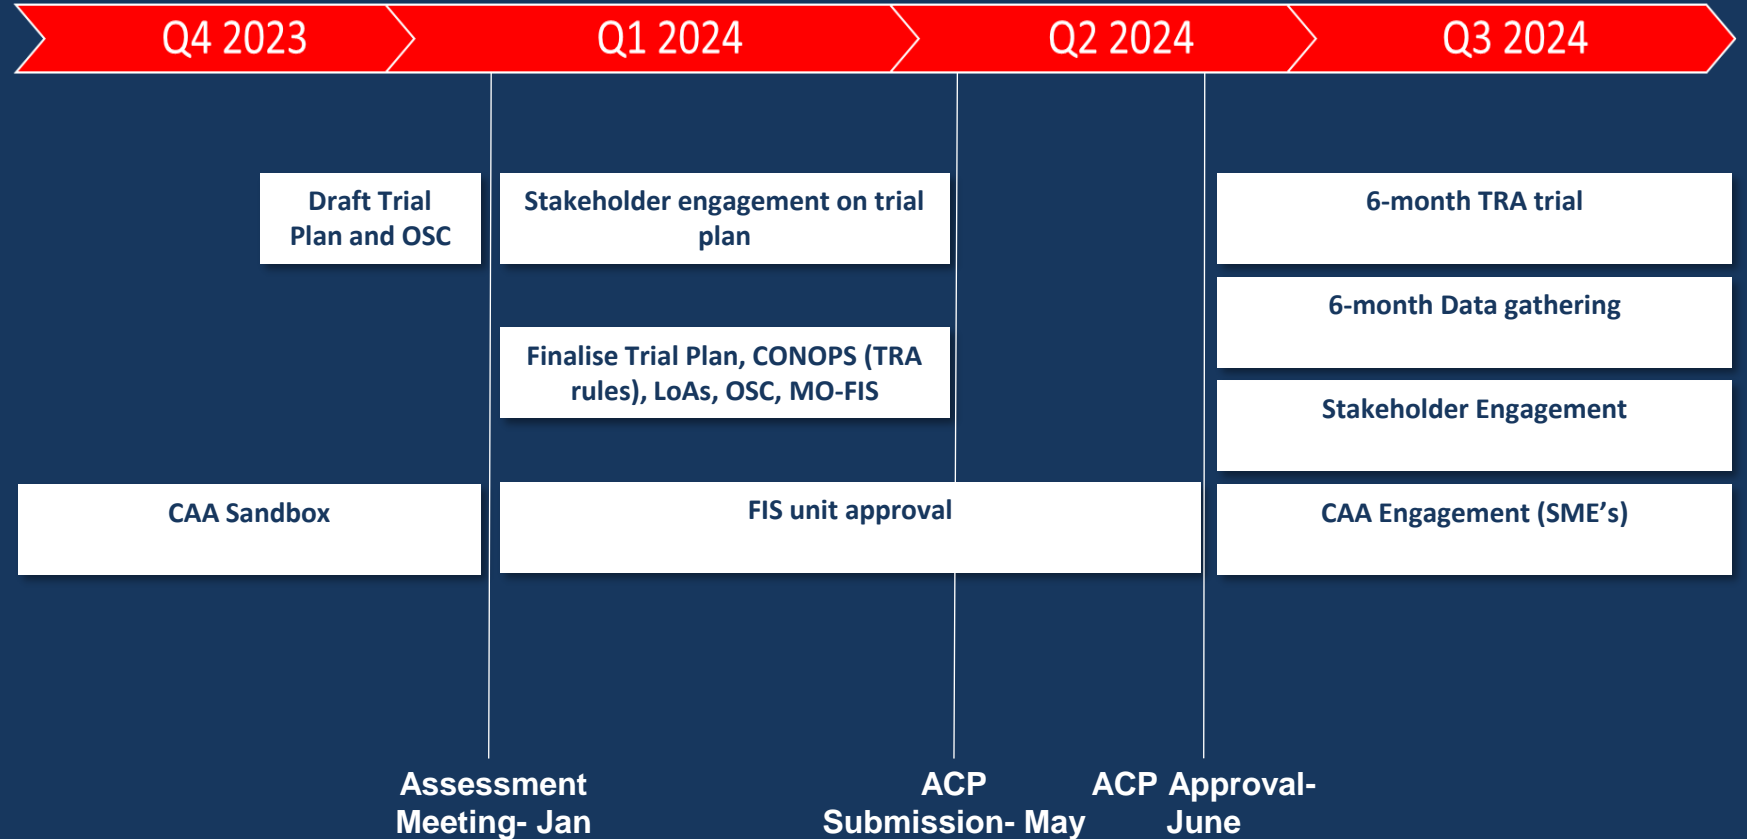 Q4 2023
Q1 2024
Q2 2024
Q3 2024
Draft Trial
Plan and OSC
Stakeholder engagement on trial
plan
6-month TRA trial
6-month Data gathering
Finalise Trial Plan, CONOPS (TRA
rules), LoAs, OSC, MO-FIS
Stakeholder Engagement
CAA Sandbox
FIS unit approval
CAA Engagement (SME’s)
Assessment
Meeting- Jan
ACP
Submission- May
ACP Approval-
June